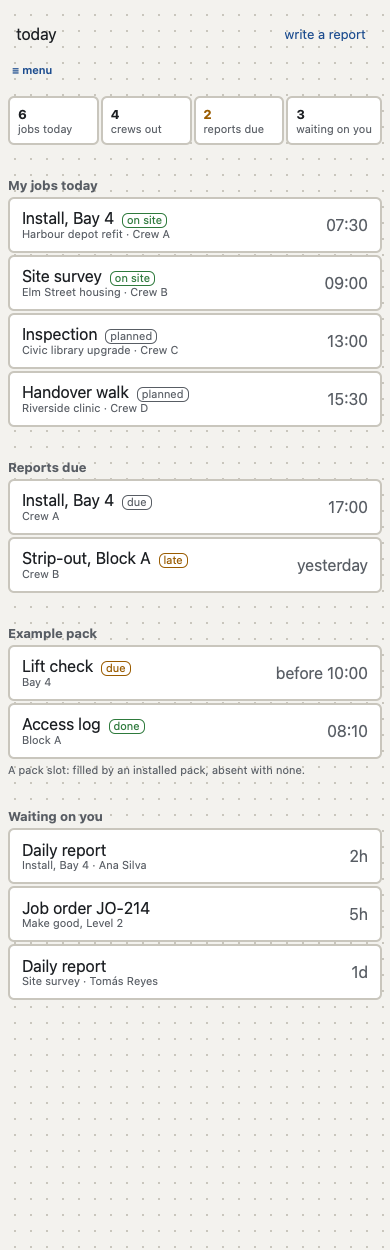 today
write a report
≡ menu
6
jobs today
4
crews out
2
reports due
3
waiting on you
My jobs today
Install, Bay 4 on site
Harbour depot refit · Crew A
07:30
Site survey on site
Elm Street housing · Crew B
09:00
Inspection planned
Civic library upgrade · Crew C
13:00
Handover walk planned
Riverside clinic · Crew D
15:30
Reports due
Install, Bay 4 due
Crew A
17:00
Strip-out, Block A late
Crew B
yesterday
Example pack
Lift check due
Bay 4
before 10:00
Access log done
Block A
08:10
A pack slot: filled by an installed pack, absent with none.
Waiting on you
Daily report
Install, Bay 4 · Ana Silva
2h
Job order JO-214
Make good, Level 2
5h
Daily report
Site survey · Tomás Reyes
1d